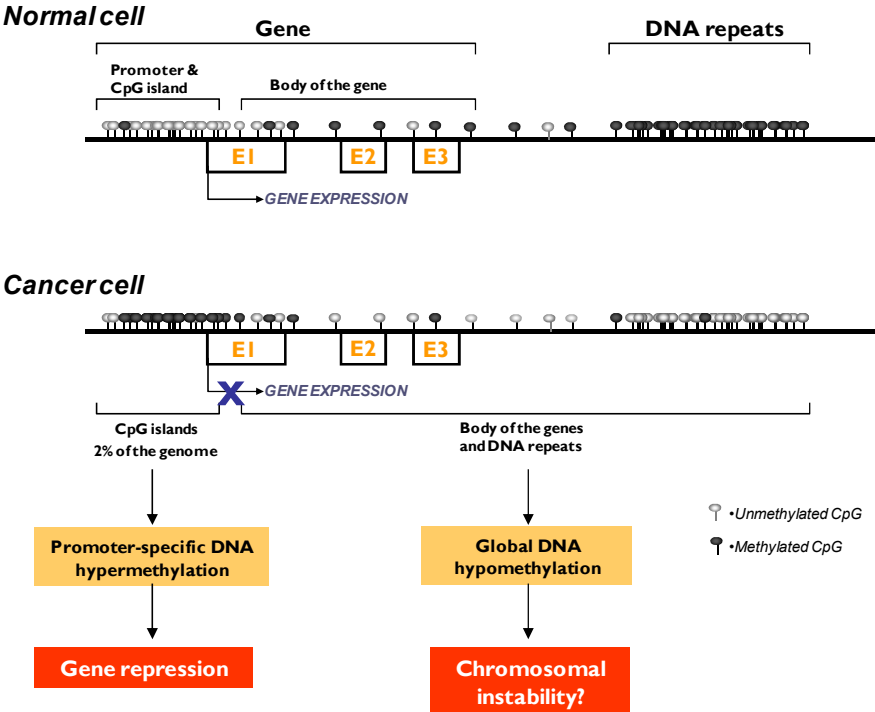 Normal cell
Gene
DNA repeats
Promoter &
CpG island
Body of the gene
E1
E2
E3
GENE EXPRESSION
Cancer cell
E1
E2
E3
X
GENE EXPRESSION
CpG islands
2% of the genome
Body of the genes
and DNA repeats
•Unmethylated CpG
•Methylated CpG
Promoter-specific DNA
hypermethylation
Global DNA
hypomethylation
Gene repression
Chromosomal
instability?